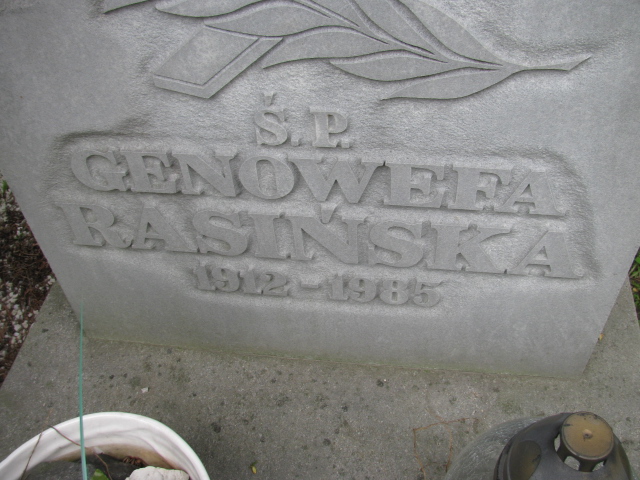 Ś.P.
GENOWEFA
RASIŃSKA
1912-1985